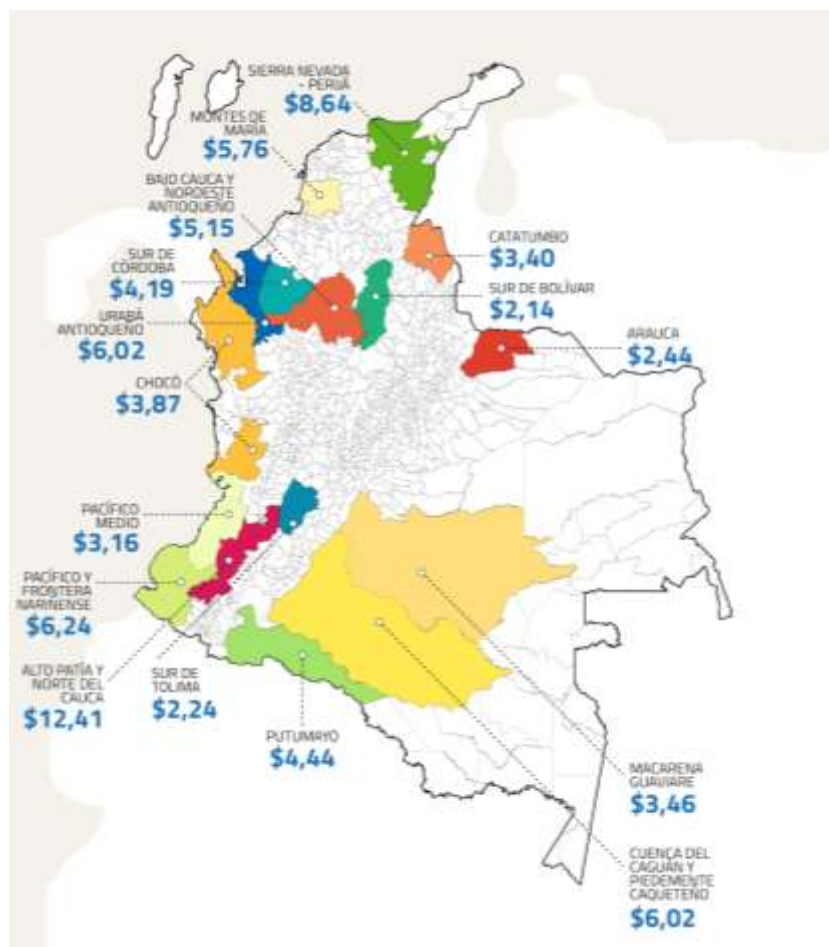 SIERRA NEVADA
- PERIJÁ
$8,64
MONTES DE
MARÍA
$5,76
BAJO CAUCA Y
NOROESTE
ANTIOQUEÑO
$5,15
SUR DE
CÓRDOBA
$4,19
URABÁ
ANTIOQUEÑO
$6,02
CHOCÓ
$3,87
CATATUMBO
$3,40
SUR DE BOLÍVAR
$2,14
ARAUCA
$2,44
PACÍFICO
MEDIO
$3,16
PACÍFICO Y
FRONTERA
NARINENSE
$6,24
ALTO PATÍA Y
NORTE DEL
CAUCA
$12,41
SUR DE
TOLIMA
$2,24
PUTUMAYO
$4,44
MACARENA
GUAVIARE
$3,46
CUENCA DEL
CAGUÁN Y
PIEDEMENTE
CAQUETEÑO
$6,02